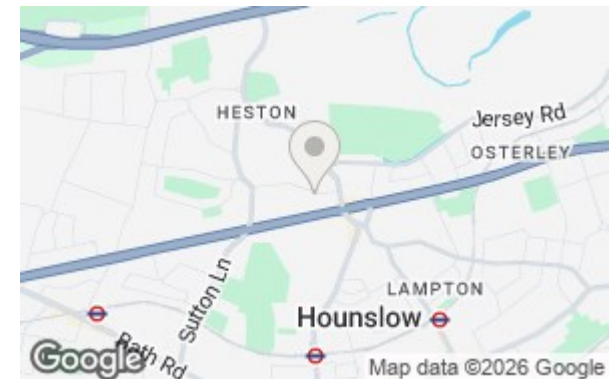 HESTON
Jersey Rd
OSTERLEY
Sutton Ln
LAMPTON
Hounslow
Bath Rd
Google
Map data ©2026 Google